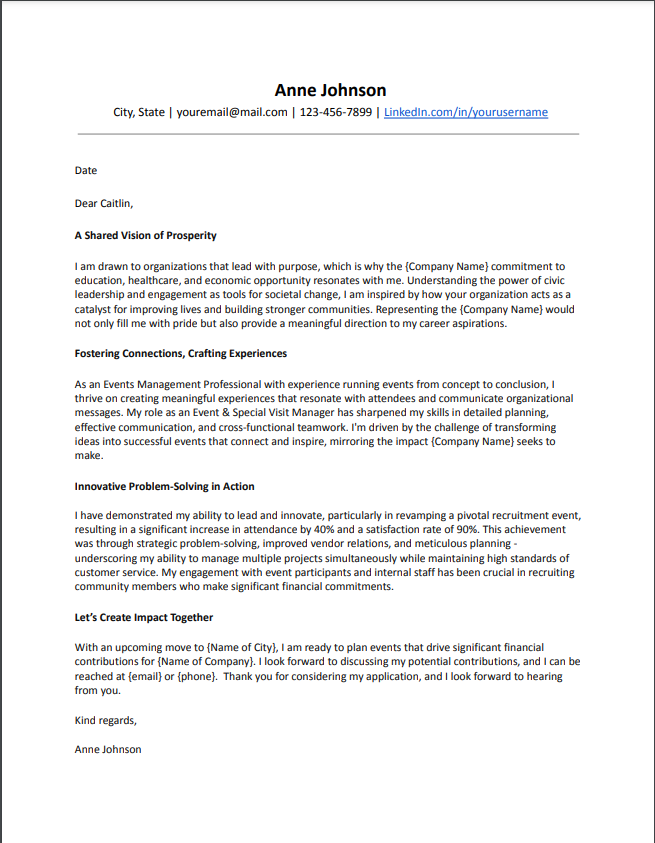 Anne Johnson
City, State | youremail@mail.com | 123-456-7899 | LinkedIn.com/in/yourusername
Date
Dear Caitlin,
A Shared Vision of Prosperity
I am drawn to organizations that lead with purpose, which is why the {Company Name} commitment to
education, healthcare, and economic opportunity resonates with me. Understanding the power of civic
leadership and engagement as tools for societal change, I am inspired by how your organization acts as a
catalyst for improving lives and building stronger communities. Representing the {Company Name} would
not only fill me with pride but also provide a meaningful direction to my career aspirations.
Fostering Connections, Crafting Experiences
As an Events Management Professional with experience running events from concept to conclusion, I
thrive on creating meaningful experiences that resonate with attendees and communicate organizational
messages. My role as an Event & Special Visit Manager has sharpened my skills in detailed planning,
effective communication, and cross-functional teamwork. I'm driven by the challenge of transforming
ideas into successful events that connect and inspire, mirroring the impact {Company Name} seeks to
make.
Innovative Problem-Solving in Action
I have demonstrated my ability to lead and innovate, particularly in revamping a pivotal recruitment event,
resulting in a significant increase in attendance by 40% and a satisfaction rate of 90%. This achievement
was through strategic problem-solving, improved vendor relations, and meticulous planning -
underscoring my ability to manage multiple projects simultaneously while maintaining high standards of
customer service. My engagement with event participants and internal staff has been crucial in recruiting
community members who make significant financial commitments.
Let’s Create Impact Together
With an upcoming move to {Name of City}, I am ready to plan events that drive significant financial
contributions for {Name of Company}. I look forward to discussing my potential contributions, and I can be
reached at {email} or {phone}.  Thank you for considering my application, and I look forward to hearing
from you.
Kind regards,
Anne Johnson